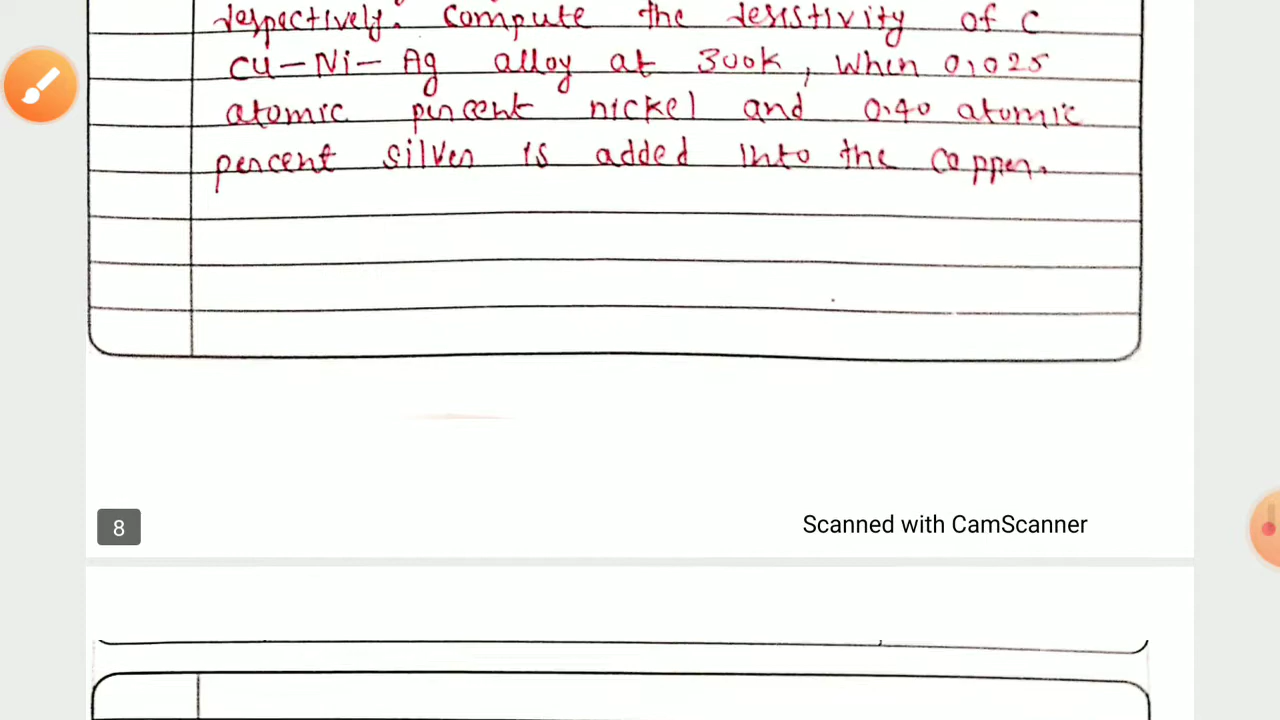 respectively. Compute the resistivity of C
Cu-Ni-Ag alloy at 300K, when 0.025
atomic percent nickel and 0.40 atomic
percent silver is added into the copper.
8
Scanned with CamScanner